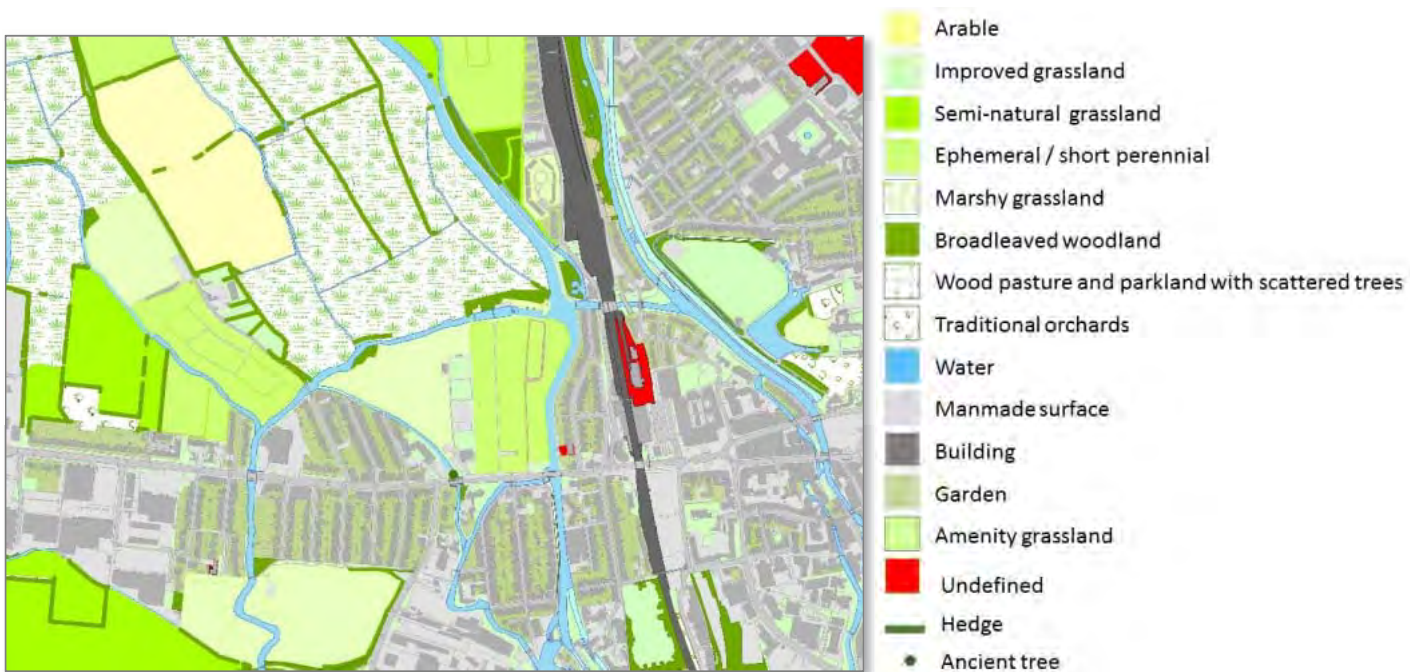 Arable
Improved grassland
Semi-natural grassland
Ephemeral / short perennial
Marshy grassland
Broadleaved woodland
Wood pasture and parkland with scattered trees
Traditional orchards
Water
Manmade surface
Building
Garden
Amenity grassland
Undefined
Hedge
Ancient tree